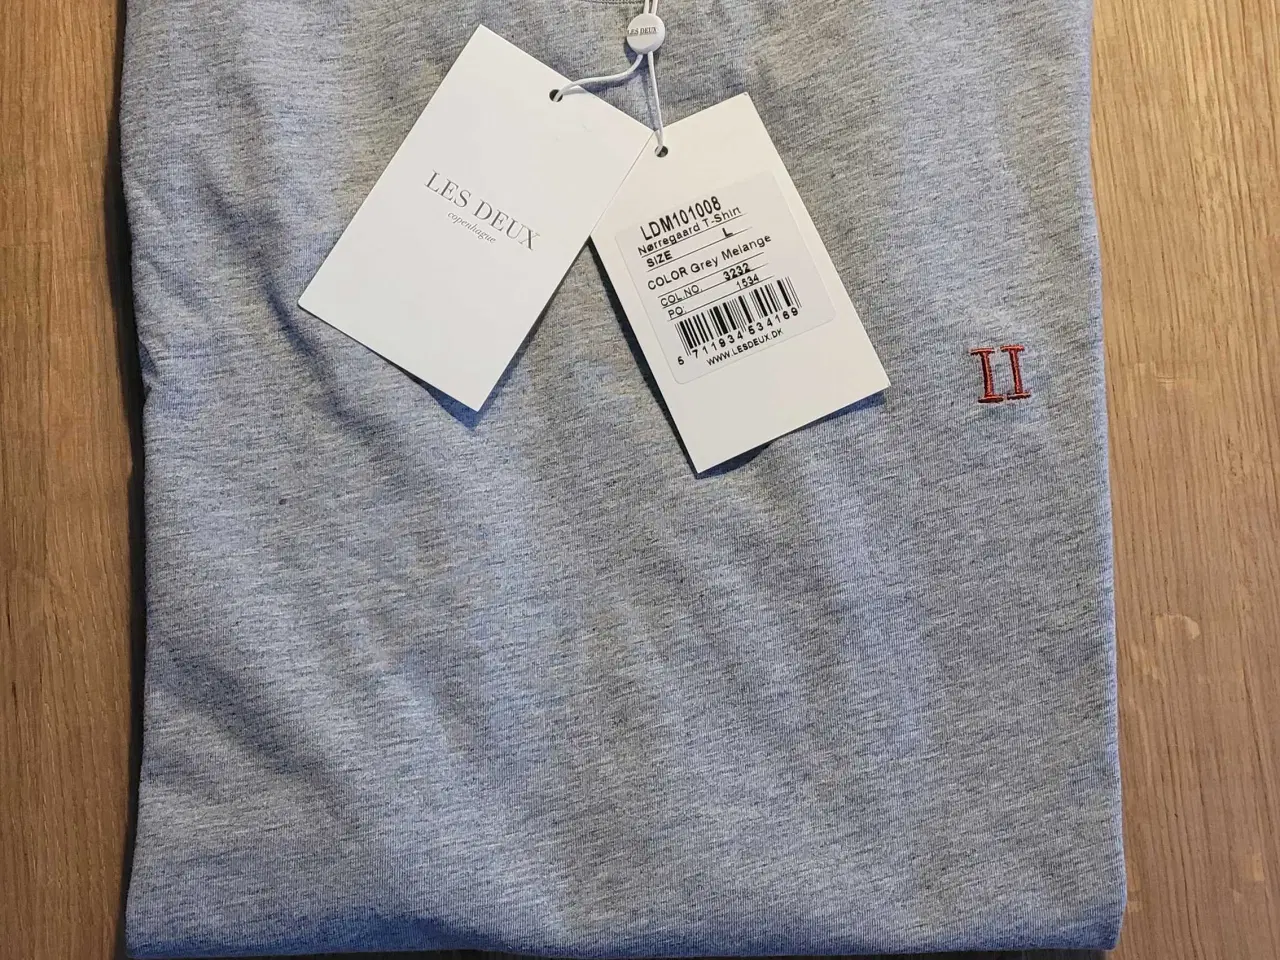 LES DEUX
LES DEUX
copenhague
LDM101008
Nørregaard T-Shirt
SIZE L
COLOR Grey Melange
COL.NO. 3232
PO. 1534
5 711934 534169
WWW.LESDEUX.DK
II